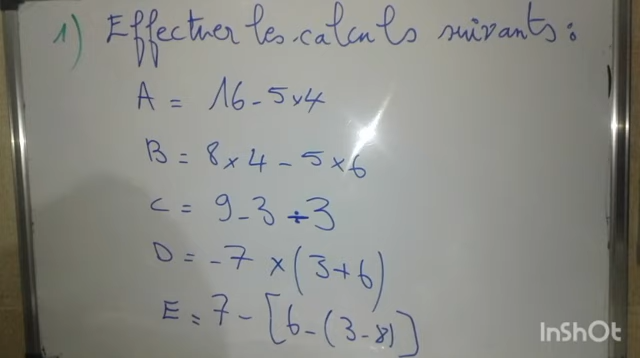 1) Effectuer les calculs suivants :
A = 16 - 5 × 4
B = 8 × 4 - 5 × 6
C = 9 - 3 ÷ 3
D = - 7 × (3 + 6)
E = 7 - [6 - (3 - 8)]
InShOt